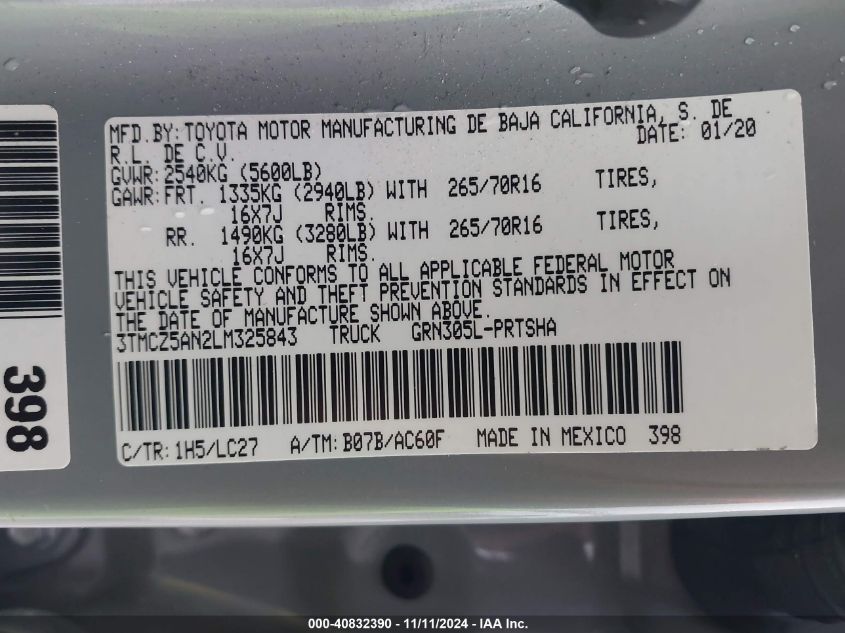 MFD.BY: TOYOTA MOTOR MANUFACTURING DE BAJA CALIFORNIA, S. DE
R.L. DE C.V. DATE: 01/20
GVWR: 2540KG (5600LB)
GAWR: FRT. 1335KG (2940LB) WITH 265/70R16 TIRES,
16X7J RIMS.
RR. 1490KG (3280LB) WITH 265/70R16 TIRES,
16X7J RIMS.
THIS VEHICLE CONFORMS TO ALL APPLICABLE FEDERAL MOTOR
VEHICLE SAFETY AND THEFT PREVENTION STANDARDS IN EFFECT ON
THE DATE OF MANUFACTURE SHOWN ABOVE.
3TMCZ5AN2LM325843 TRUCK GRN305L-PRTSHA
C/TR: 1H5/LC27 A/TM: B07B/AC60F MADE IN MEXICO 398
398
000-40832390 - 11/11/2024 - IAA Inc.